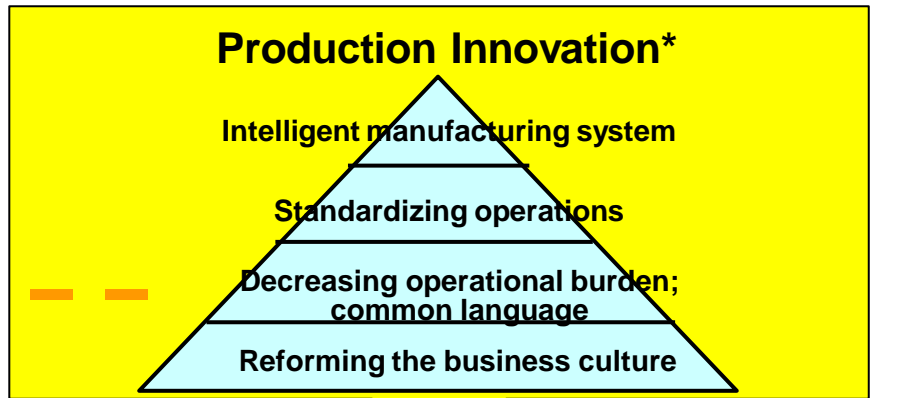 Production Innovation*
Intelligent manufacturing system
Standardizing operations
Decreasing operational burden;
common language
Reforming the business culture